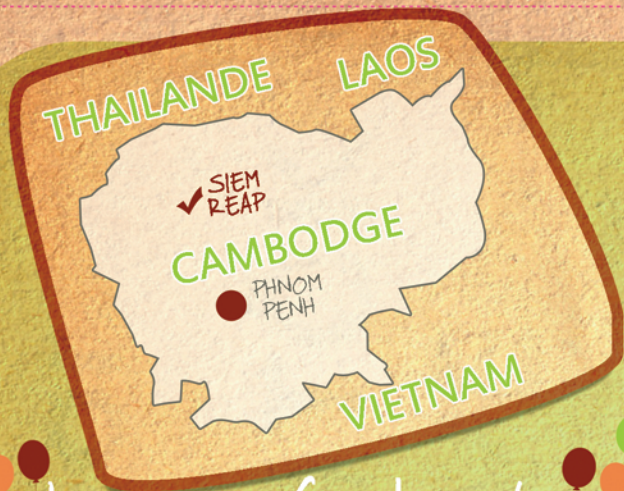 THAILANDE
LAOS
SIEM
REAP
CAMBODGE
PHNOM
PENH
VIETNAM